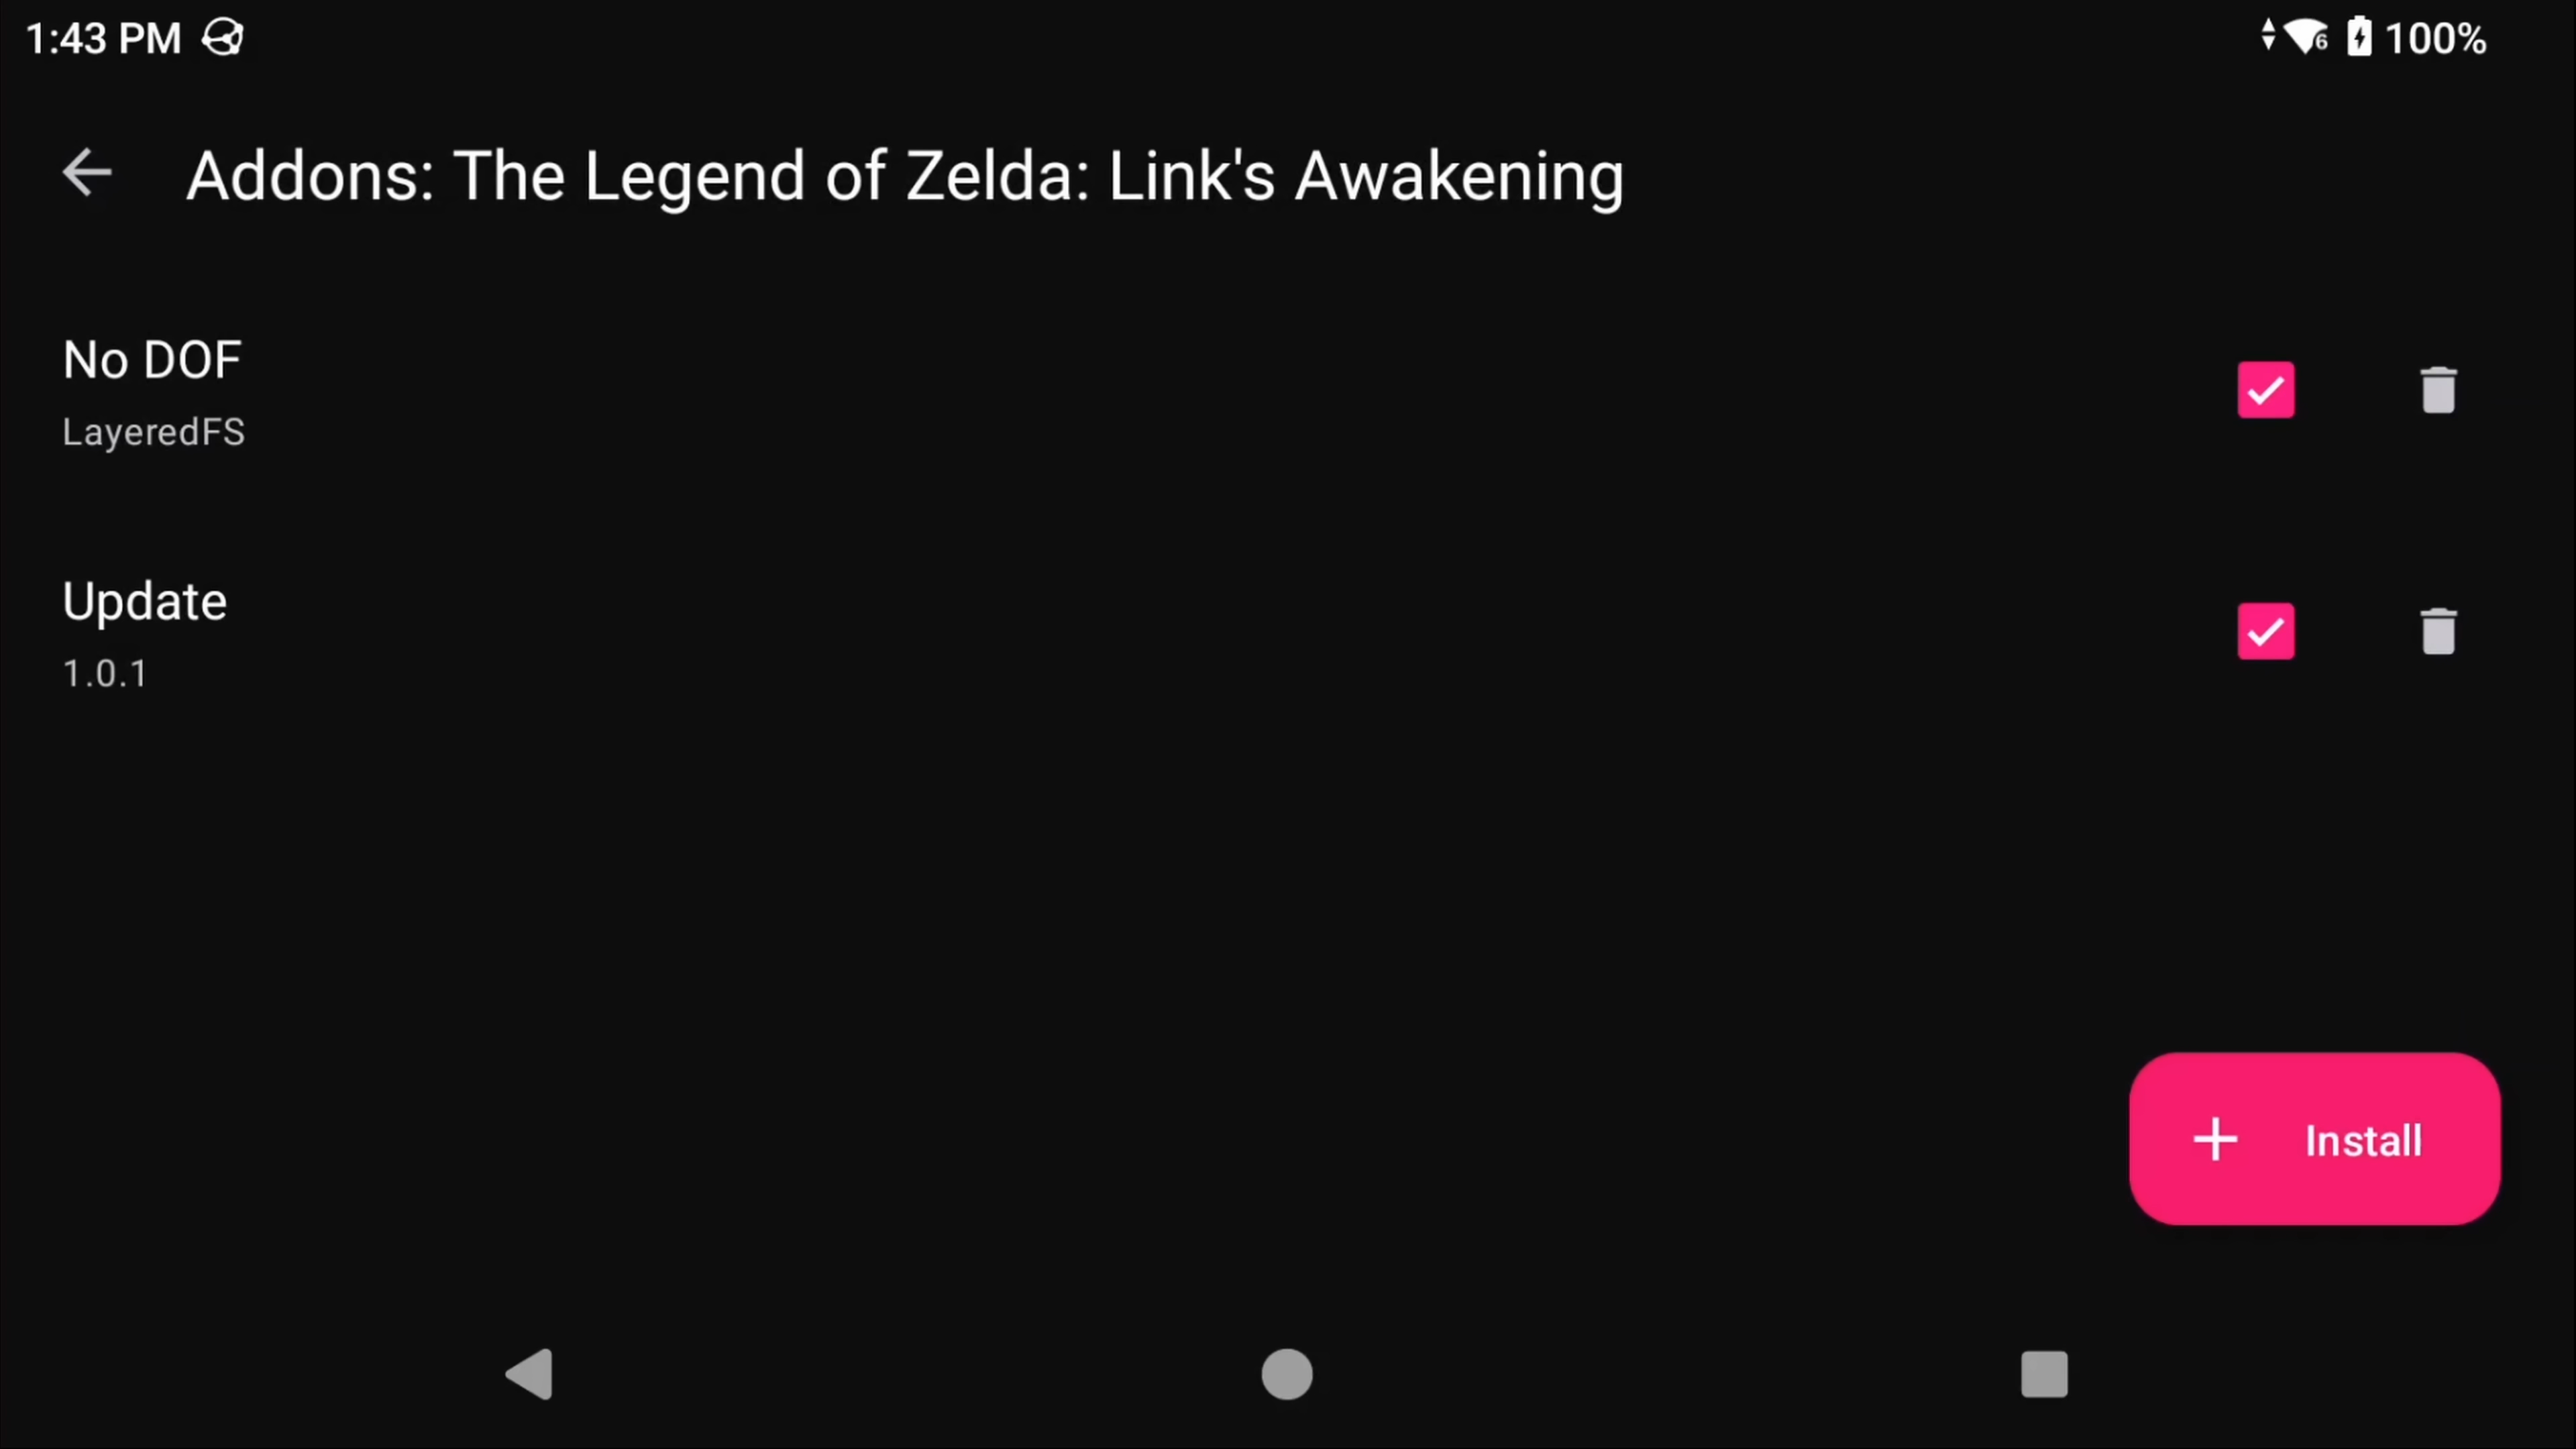 1:43 PM
6 100%
Addons: The Legend of Zelda: Link's Awakening
No DOF
LayeredFS
Update
1.0.1
Install